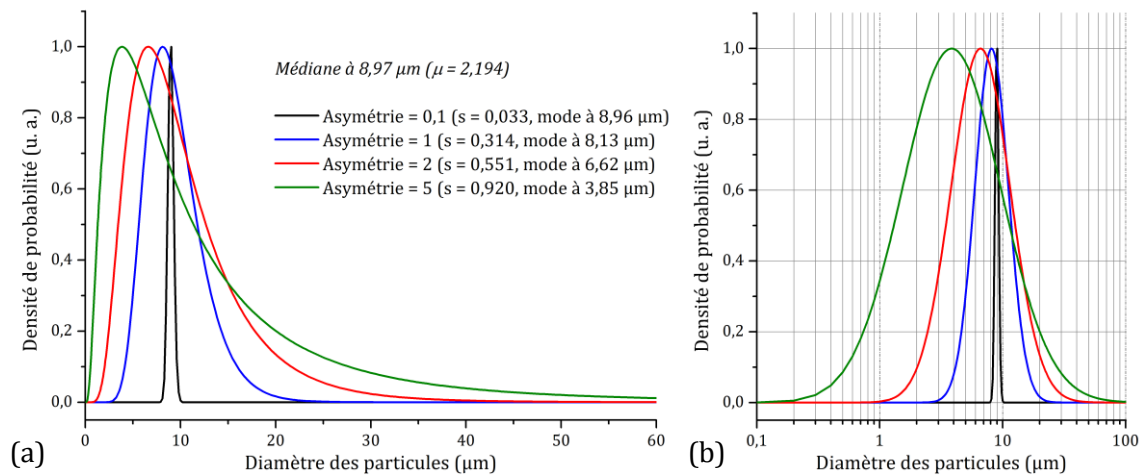 1,0
0,8
0,6
0,4
0,2
0,0
Densité de probabilité (u. a.)
Médiane à 8,97 µm (µ = 2,194)
Asymétrie = 0,1 (s = 0,033, mode à 8,96 µm)
Asymétrie = 1 (s = 0,314, mode à 8,13 µm)
Asymétrie = 2 (s = 0,551, mode à 6,62 µm)
Asymétrie = 5 (s = 0,920, mode à 3,85 µm)
0 10 20 30 40 50 60
Diamètre des particules (µm)
(a)
1,0
0,8
0,6
0,4
0,2
0,0
Densité de probabilité (u. a.)
0,1 1 10 100
Diamètre des particules (µm)
(b)